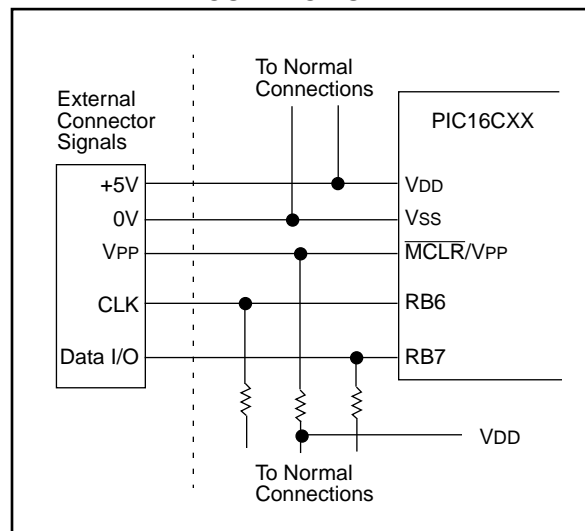 To Normal
Connections
External
Connector
Signals
PIC16CXX
+5V
VDD
0V
VSS
VPP
MCLR/VPP
CLK
RB6
Data I/O
RB7
VDD
To Normal
Connections